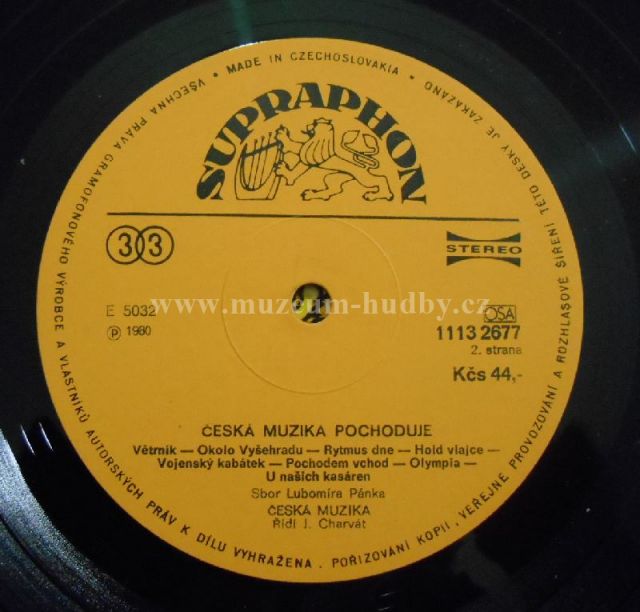 VŠECHNA PRÁVA GRAMOFONOVÉHO VÝROBCE A VLASTNÍKŮ AUTORSKÝCH PRÁV K DÍLU VYHRAŽENA. POŘIZOVÁNÍ KOPIÍ, VEŘEJNÉ PROVOZOVÁNÍ A ROZHLASOVÉ ŠÍŘENÍ TÉTO DESKY JE ZAKÁZÁNO
• MADE IN CZECHOSLOVAKIA •
SUPRAPHON
33
STEREO
E 5032
www.muzeum-hudby.cz
OSA
Ⓟ 1980
1113 2677
2. strana
Kčs 44,-
ČESKÁ MUZIKA POCHODUJE
Větrník — Okolo Vyšehradu — Rytmus dne — Hold vlajce —
Vojenský kabátek — Pochodem vchod — Olympia —
U našich kasáren
Sbor Lubomíra Pánka
ČESKÁ MUZIKA
Řídí J. Charvát